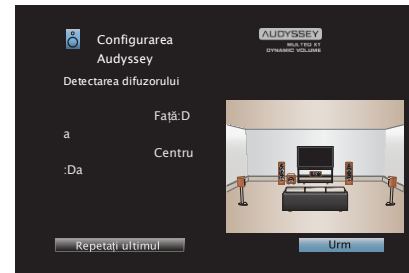 Configurarea
Audyssey
AUDYSSEY
MULTEQ XT
DYNAMIC VOLUME
Detectarea difuzorului
Față:D
a
Centru
:Da
Repetați ultimul
Urm